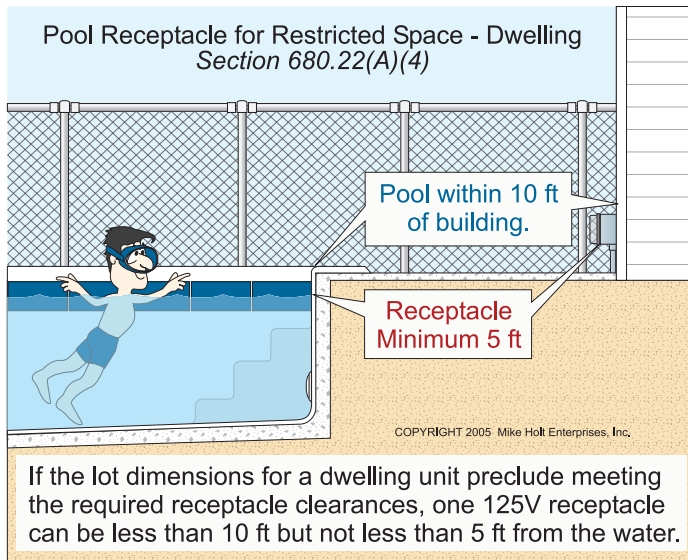 Pool Receptacle for Restricted Space - Dwelling
Section 680.22(A)(4)
Pool within 10 ft
of building.
Receptacle
Minimum 5 ft
COPYRIGHT 2005 Mike Holt Enterprises, Inc.
If the lot dimensions for a dwelling unit preclude meeting
the required receptacle clearances, one 125V receptacle
can be less than 10 ft but not less than 5 ft from the water.